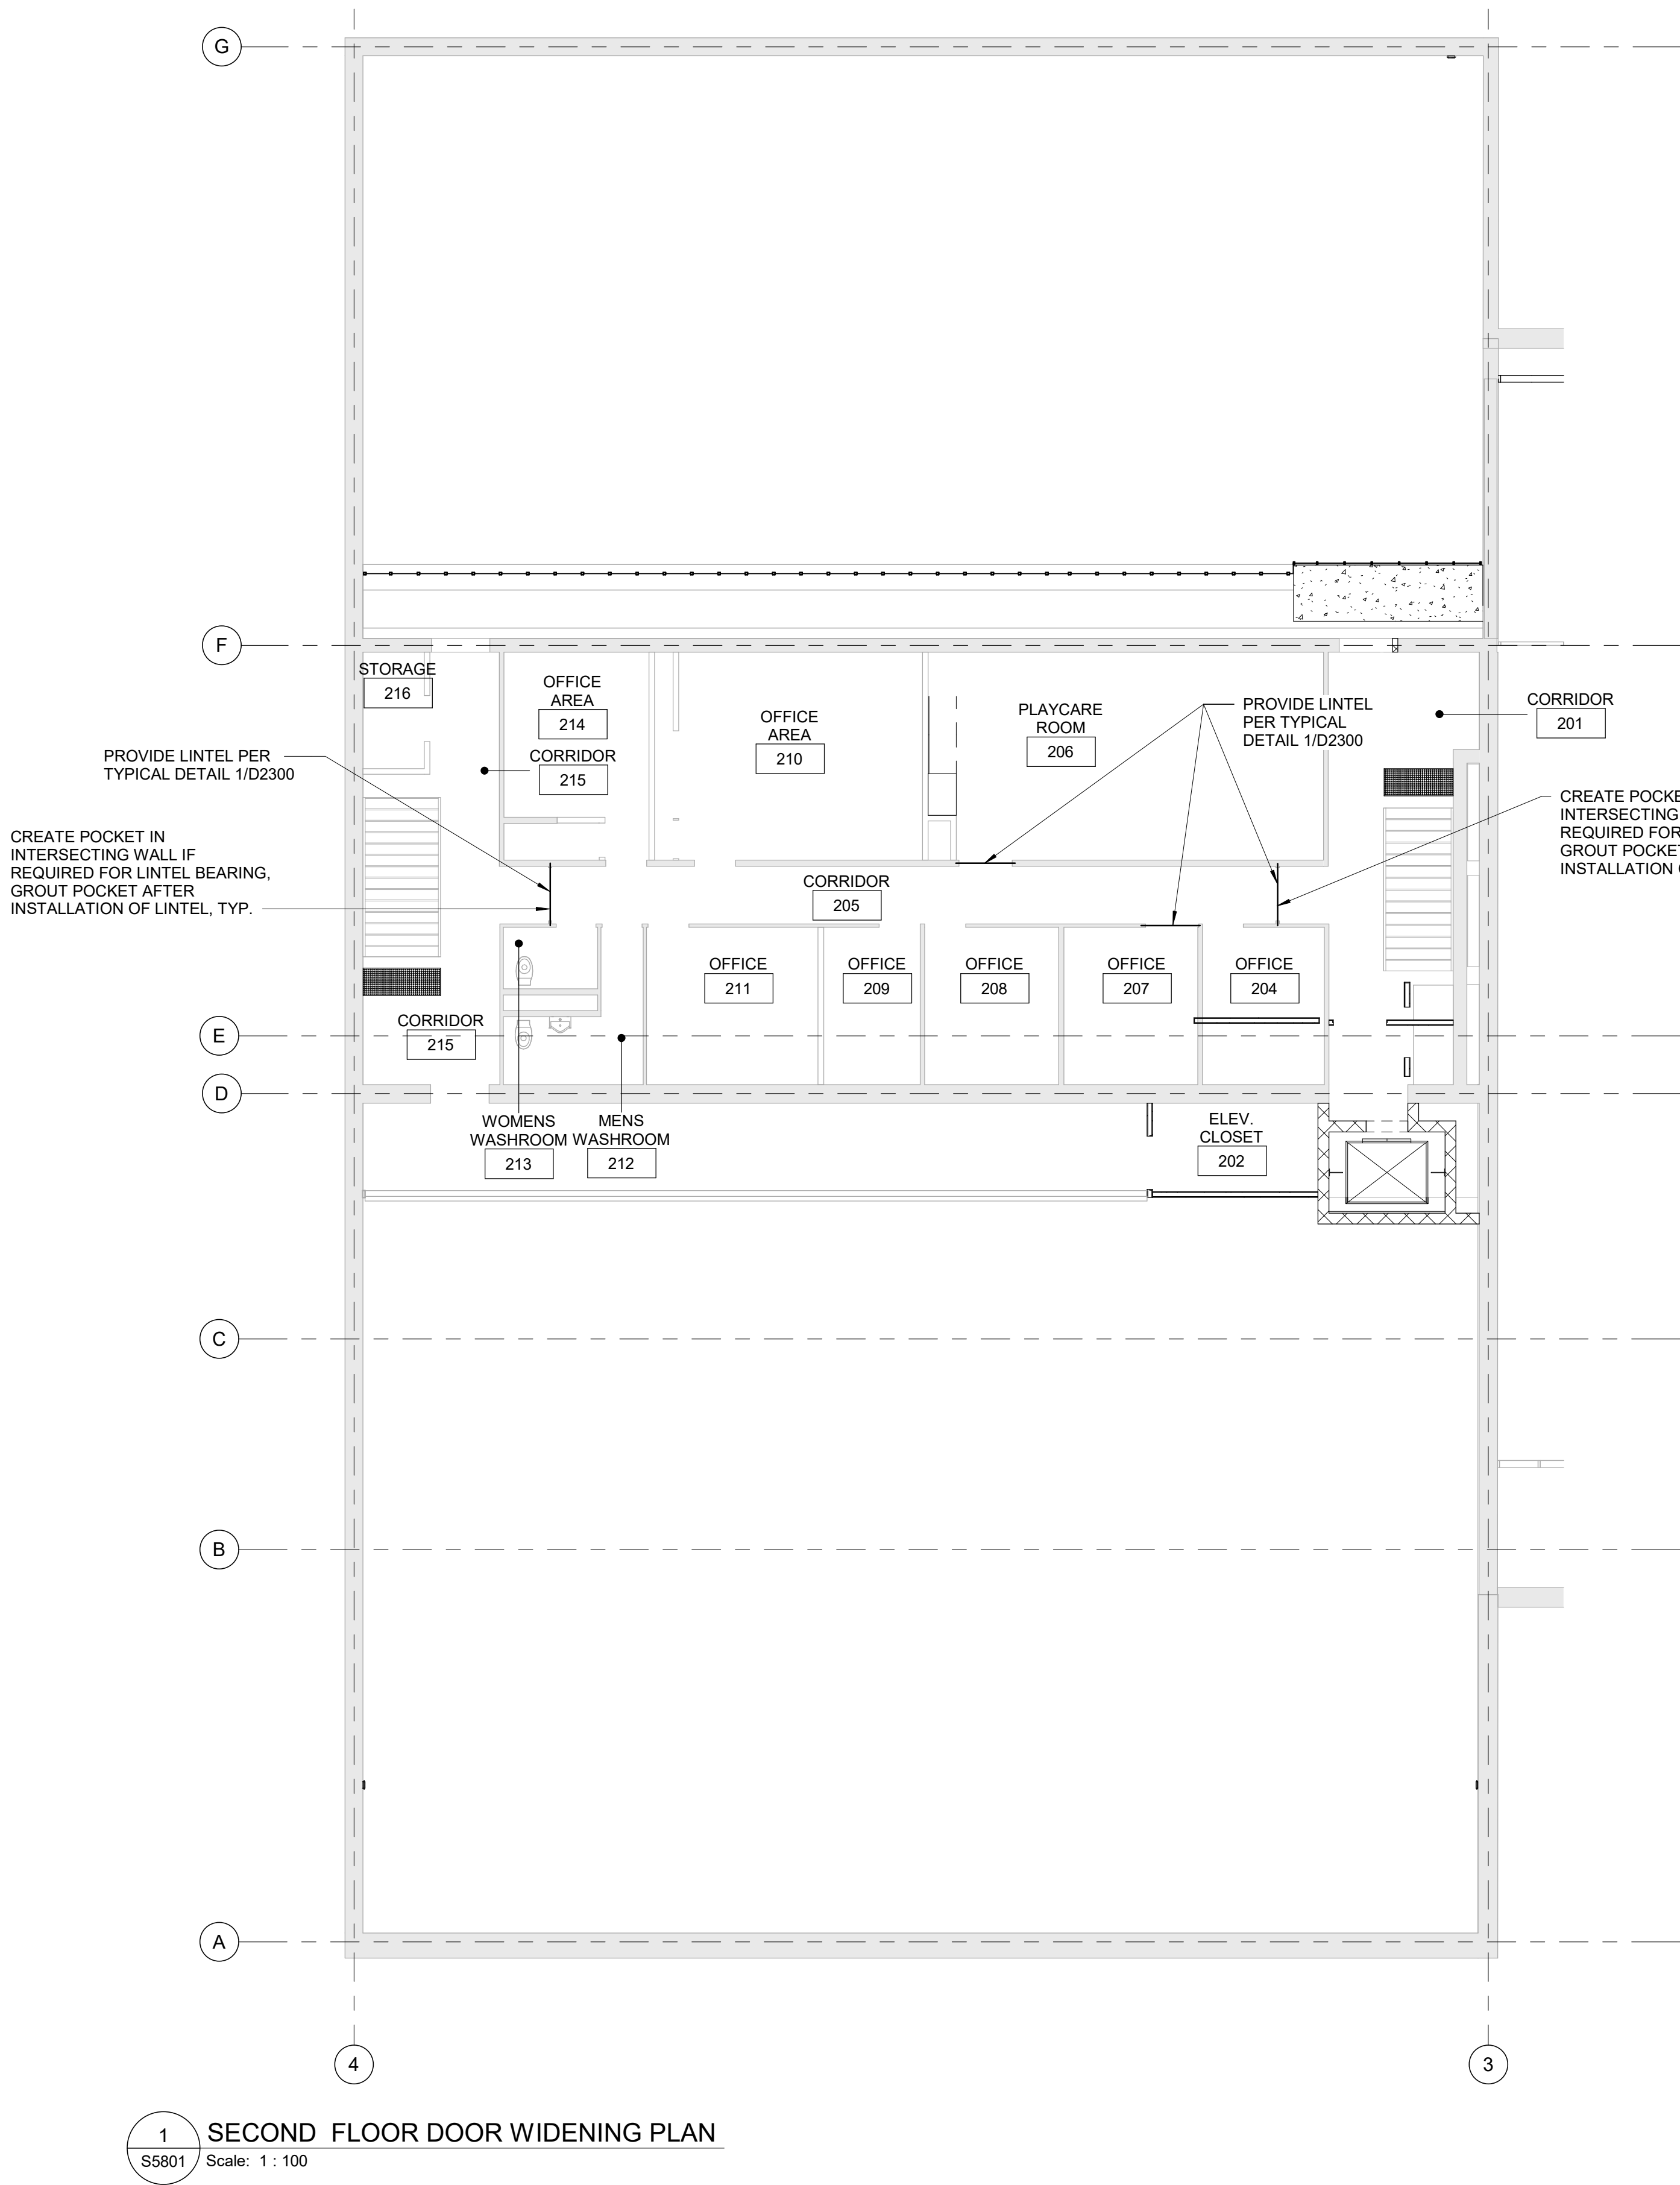 G
F
STORAGE
216
OFFICE
AREA
214
OFFICE
AREA
210
PLAYCARE
ROOM
206
PROVIDE LINTEL
PER TYPICAL
DETAIL 1/D2300
CORRIDOR
201
PROVIDE LINTEL PER
TYPICAL DETAIL 1/D2300
CORRIDOR
215
CREATE POCKET IN
INTERSECTING WALL IF
REQUIRED FOR LINTEL BEARING,
GROUT POCKET AFTER
INSTALLATION OF LINTEL, TYP.
CREATE POCKE
INTERSECTING
REQUIRED FOR
GROUT POCKET
INSTALLATION
CORRIDOR
205
OFFICE
211
OFFICE
209
OFFICE
208
OFFICE
207
OFFICE
204
E
CORRIDOR
215
D
WOMENS
WASHROOM
213
MENS
WASHROOM
212
ELEV.
CLOSET
202
C
B
A
4
3
1
S5801
SECOND FLOOR DOOR WIDENING PLAN
Scale: 1 : 100